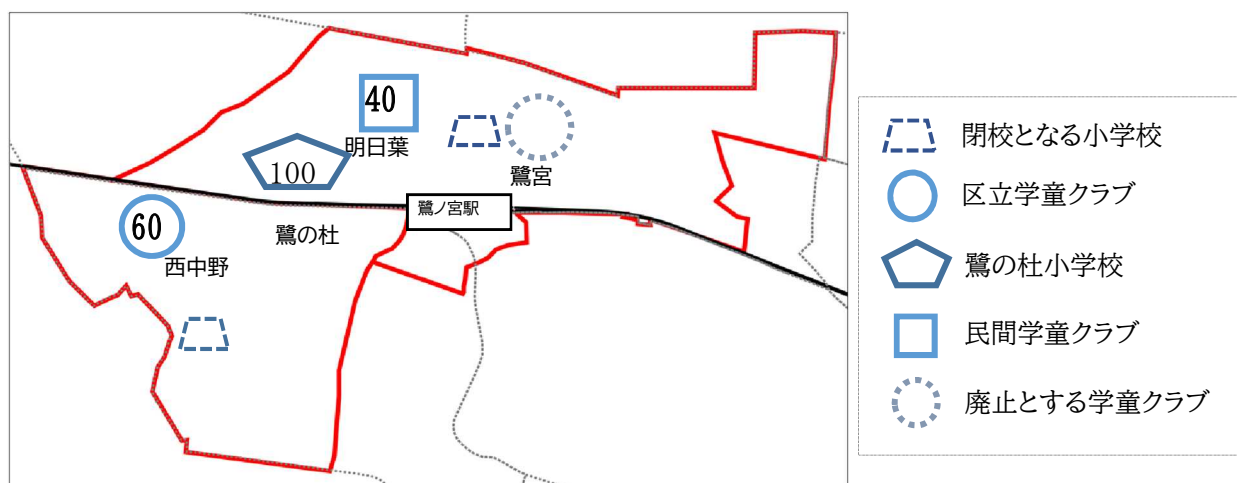 40
明日葉
100
鷺宮
鷺ノ宮駅
60
鷺の杜
西中野
閉校となる小学校
区立学童クラブ
鷺の杜小学校
民間学童クラブ
廃止とする学童クラブ